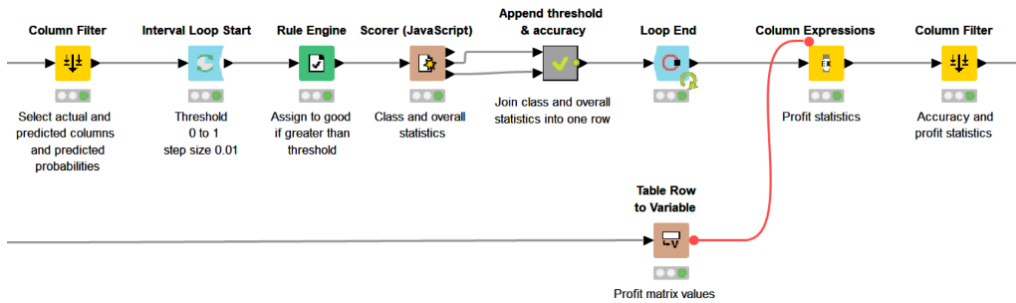 Column Filter
Select actual and
predicted columns
and predicted
probabilities
Interval Loop Start
Threshold
0 to 1
step size 0.01
Rule Engine
Assign to good
if greater than
threshold
Scorer (JavaScript)
Class and overall
statistics
Append threshold
& accuracy
Join class and overall
statistics into one row
Loop End
Column Expressions
EX
Profit statistics
Column Filter
Accuracy and
profit statistics
Table Row
to Variable
V
Profit matrix values